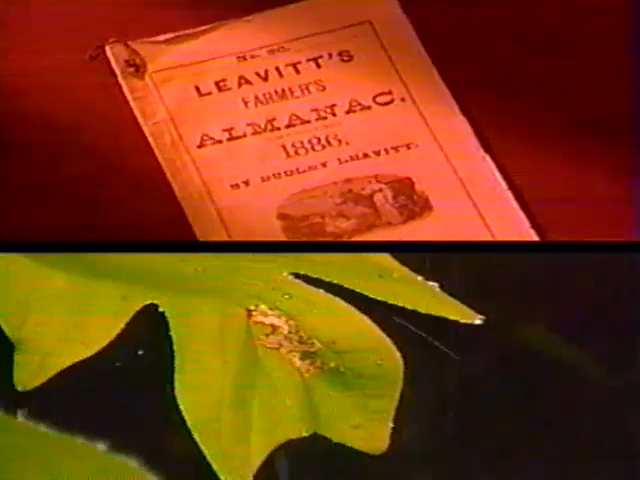 No. 90.
LEAVITT'S
FARMER'S
ALMANAC.
1886.
BY DUDLEY LEAVITT.